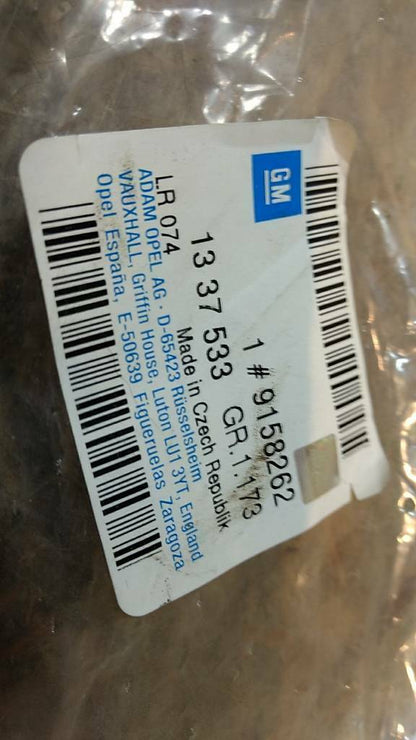 GM
1 # 9158262
13 37 533 GR.1.173
Made in Czech Republik
LR 074
ADAM OPEL AG · D-65423 Rüsselsheim
VAUXHALL, Griffin House, Luton LU1 3YT, England
Opel España, E-50639 Figueruelas Zaragoza